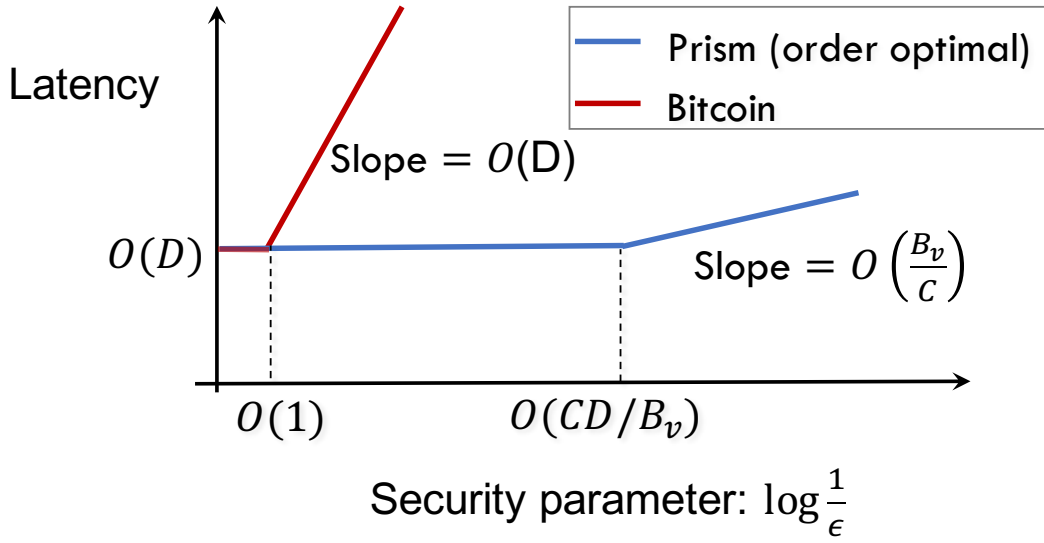 Latency
Prism (order optimal)
Bitcoin
Slope = O(D)
O(D)
Slope = O(B_v/C)
O(1)
O(CD/B_v)
Security parameter: log 1/ϵ